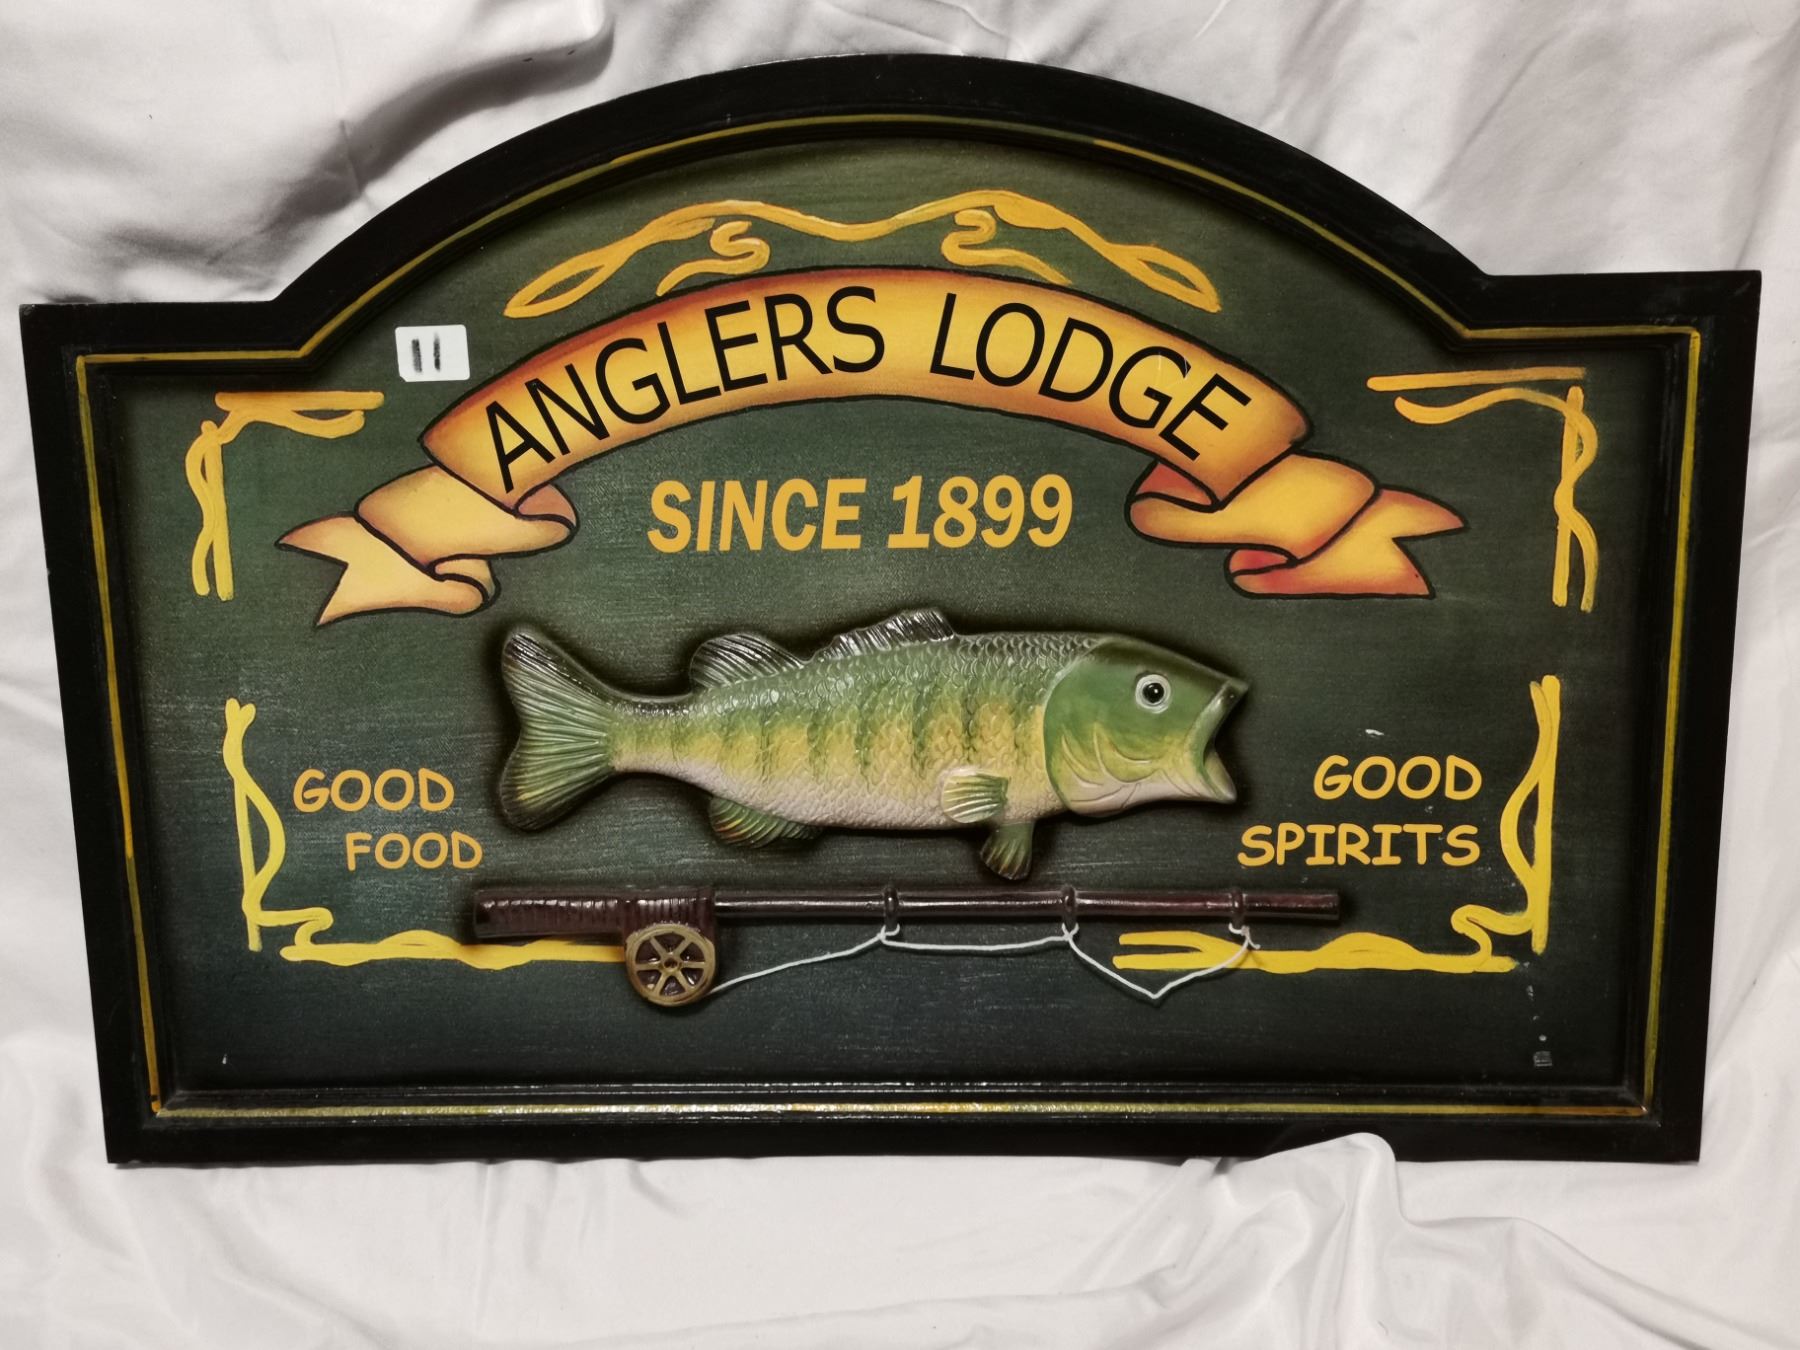 11
ANGLERS LODGE
SINCE 1899
GOOD
FOOD
GOOD
SPIRITS